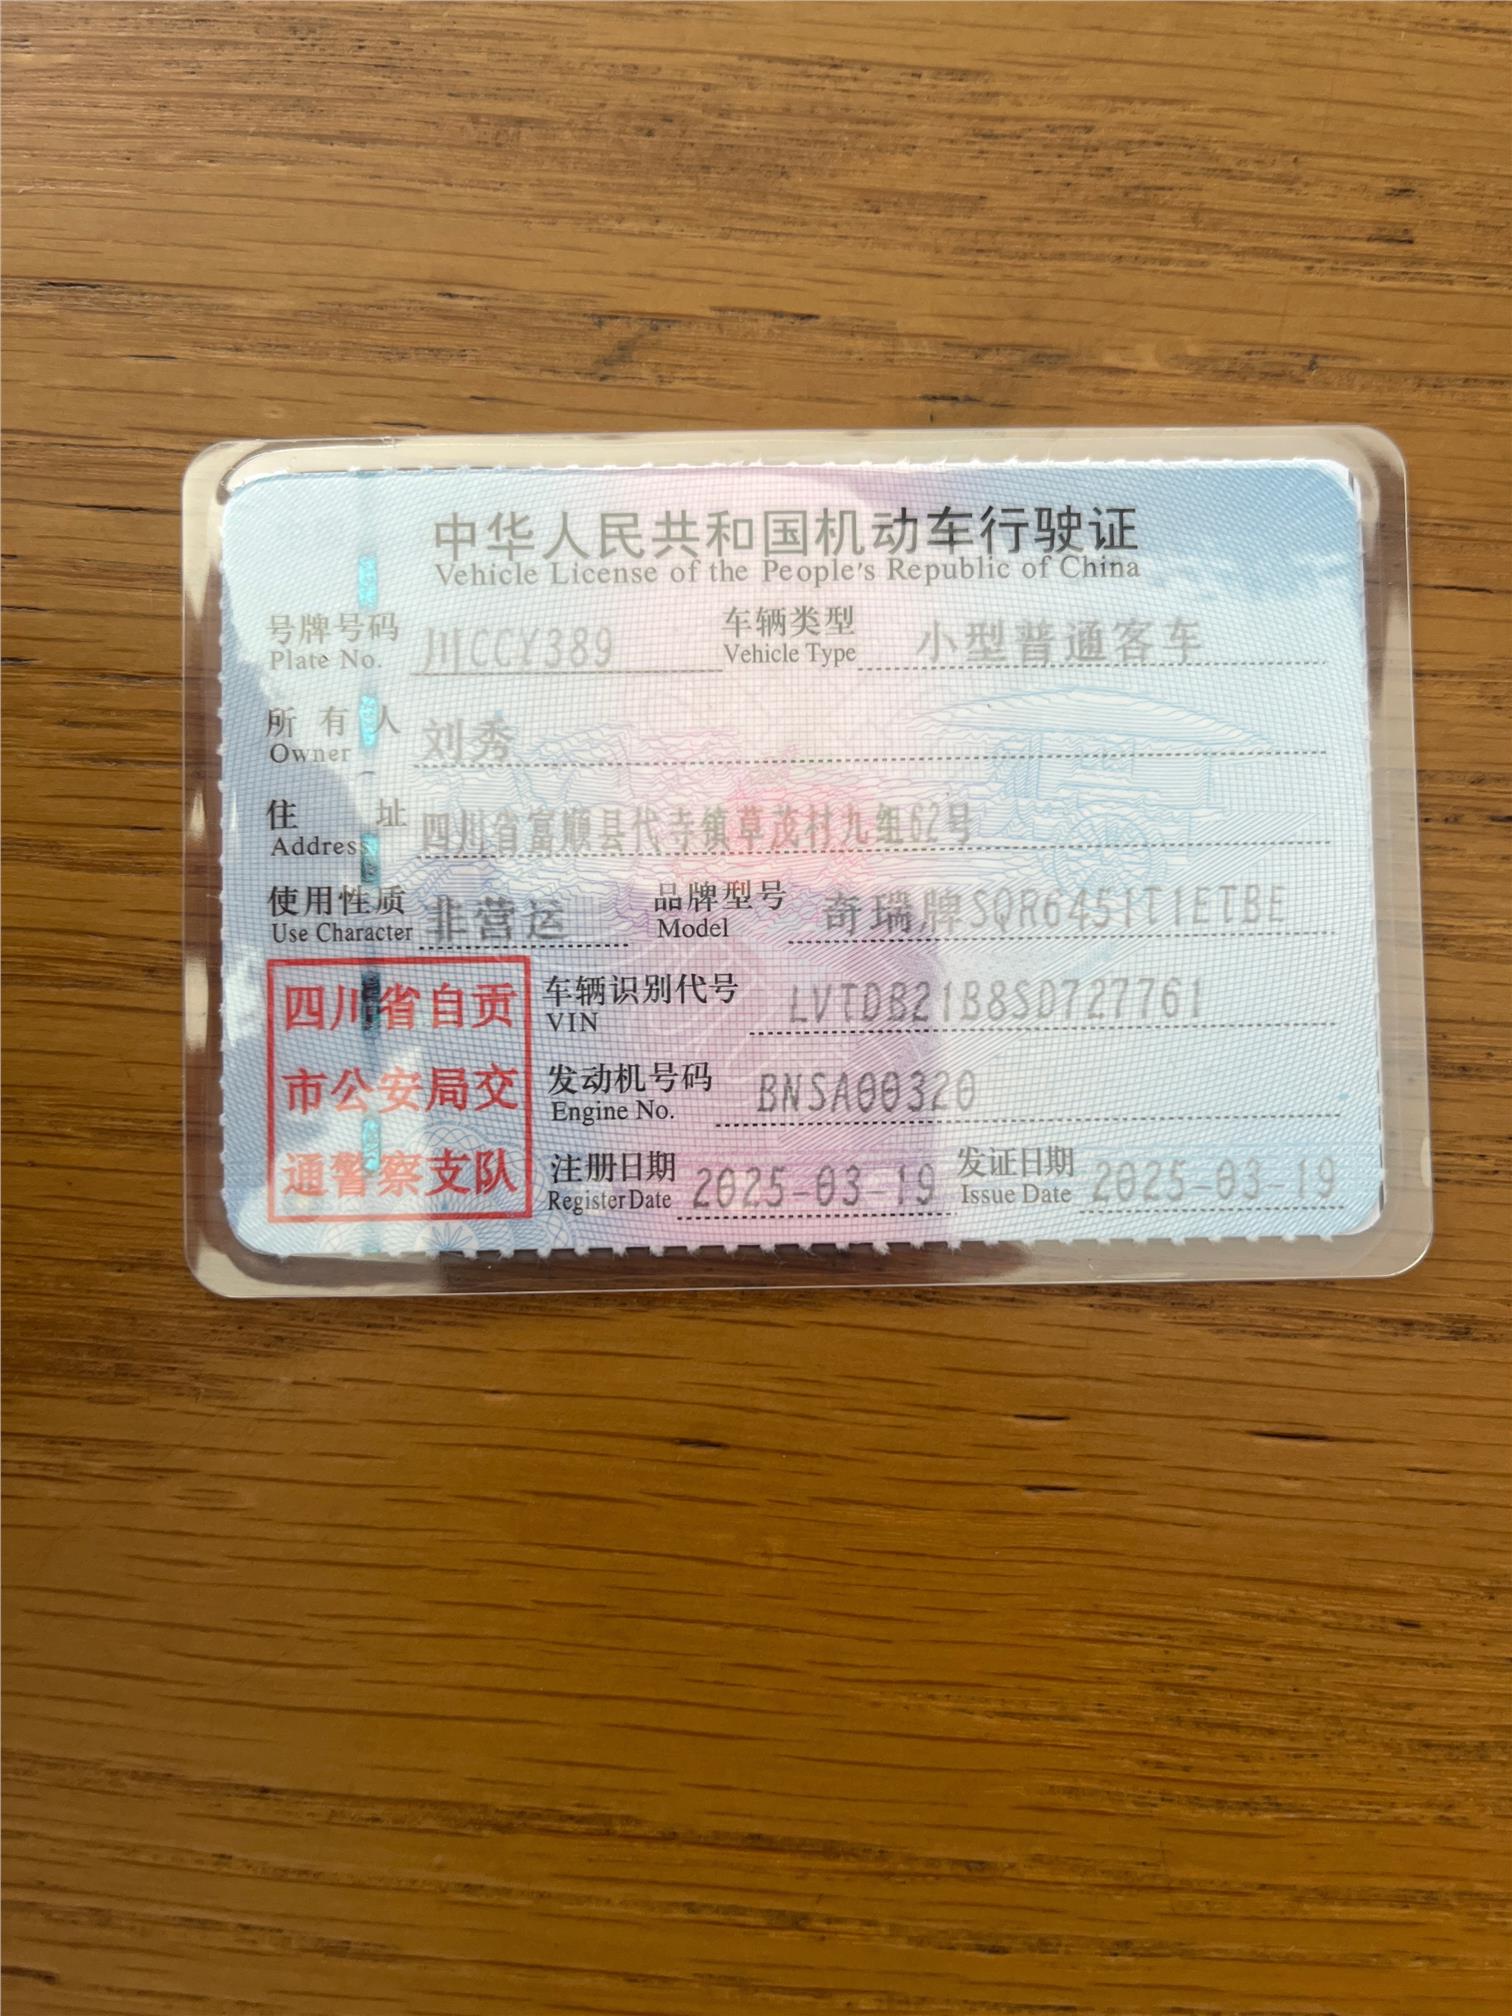 中华人民共和国机动车行驶证
Vehicle License of the People's Republic of China
号牌号码 川CCY389 车辆类型 小型普通客车
Plate No. Vehicle Type
所有人 刘秀
Owner
住址 四川省富顺县代寺镇草茂村九组62号
Address
使用性质 非营运 品牌型号 奇瑞牌SQR6451T1ETBE
Use Character Model
四川省自贡
市公安局交
通警察支队
车辆识别代号 LVTDB21B8SD727761
VIN
发动机号码 BNSA00320
Engine No.
注册日期 2025-03-19 发证日期 2025-03-19
Register Date Issue Date